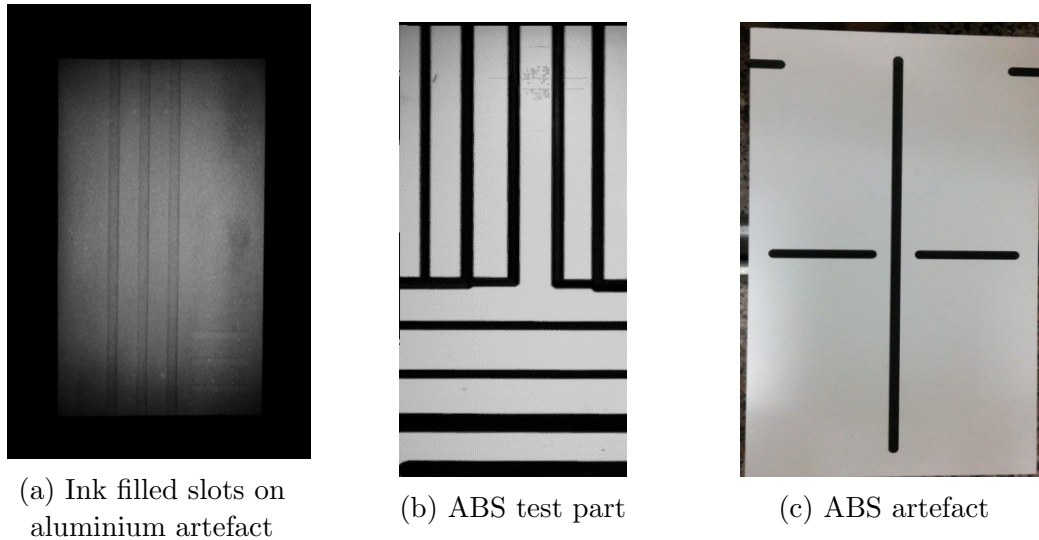 (a) Ink filled slots on
aluminium artefact
(b) ABS test part
(c) ABS artefact